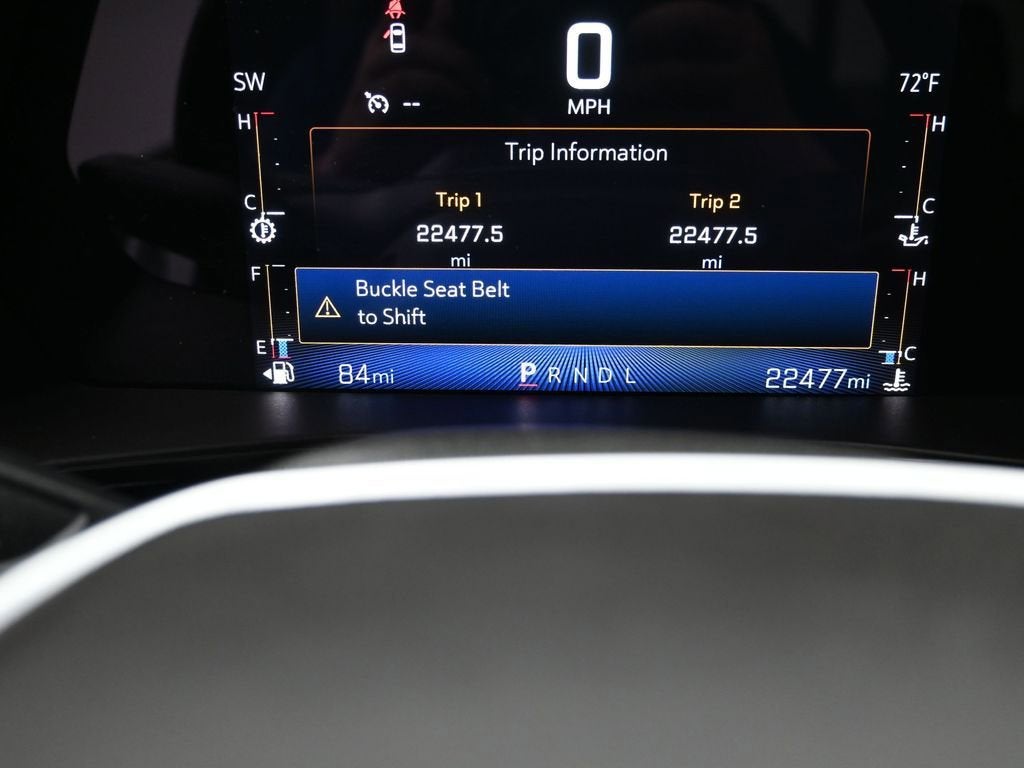 0
MPH
SW
72°F
--
H
H
Trip Information
Trip 1
Trip 2
22477.5
22477.5
mi
mi
C
C
F
H
Buckle Seat Belt
to Shift
E
C
84mi
P R N D L
22477mi